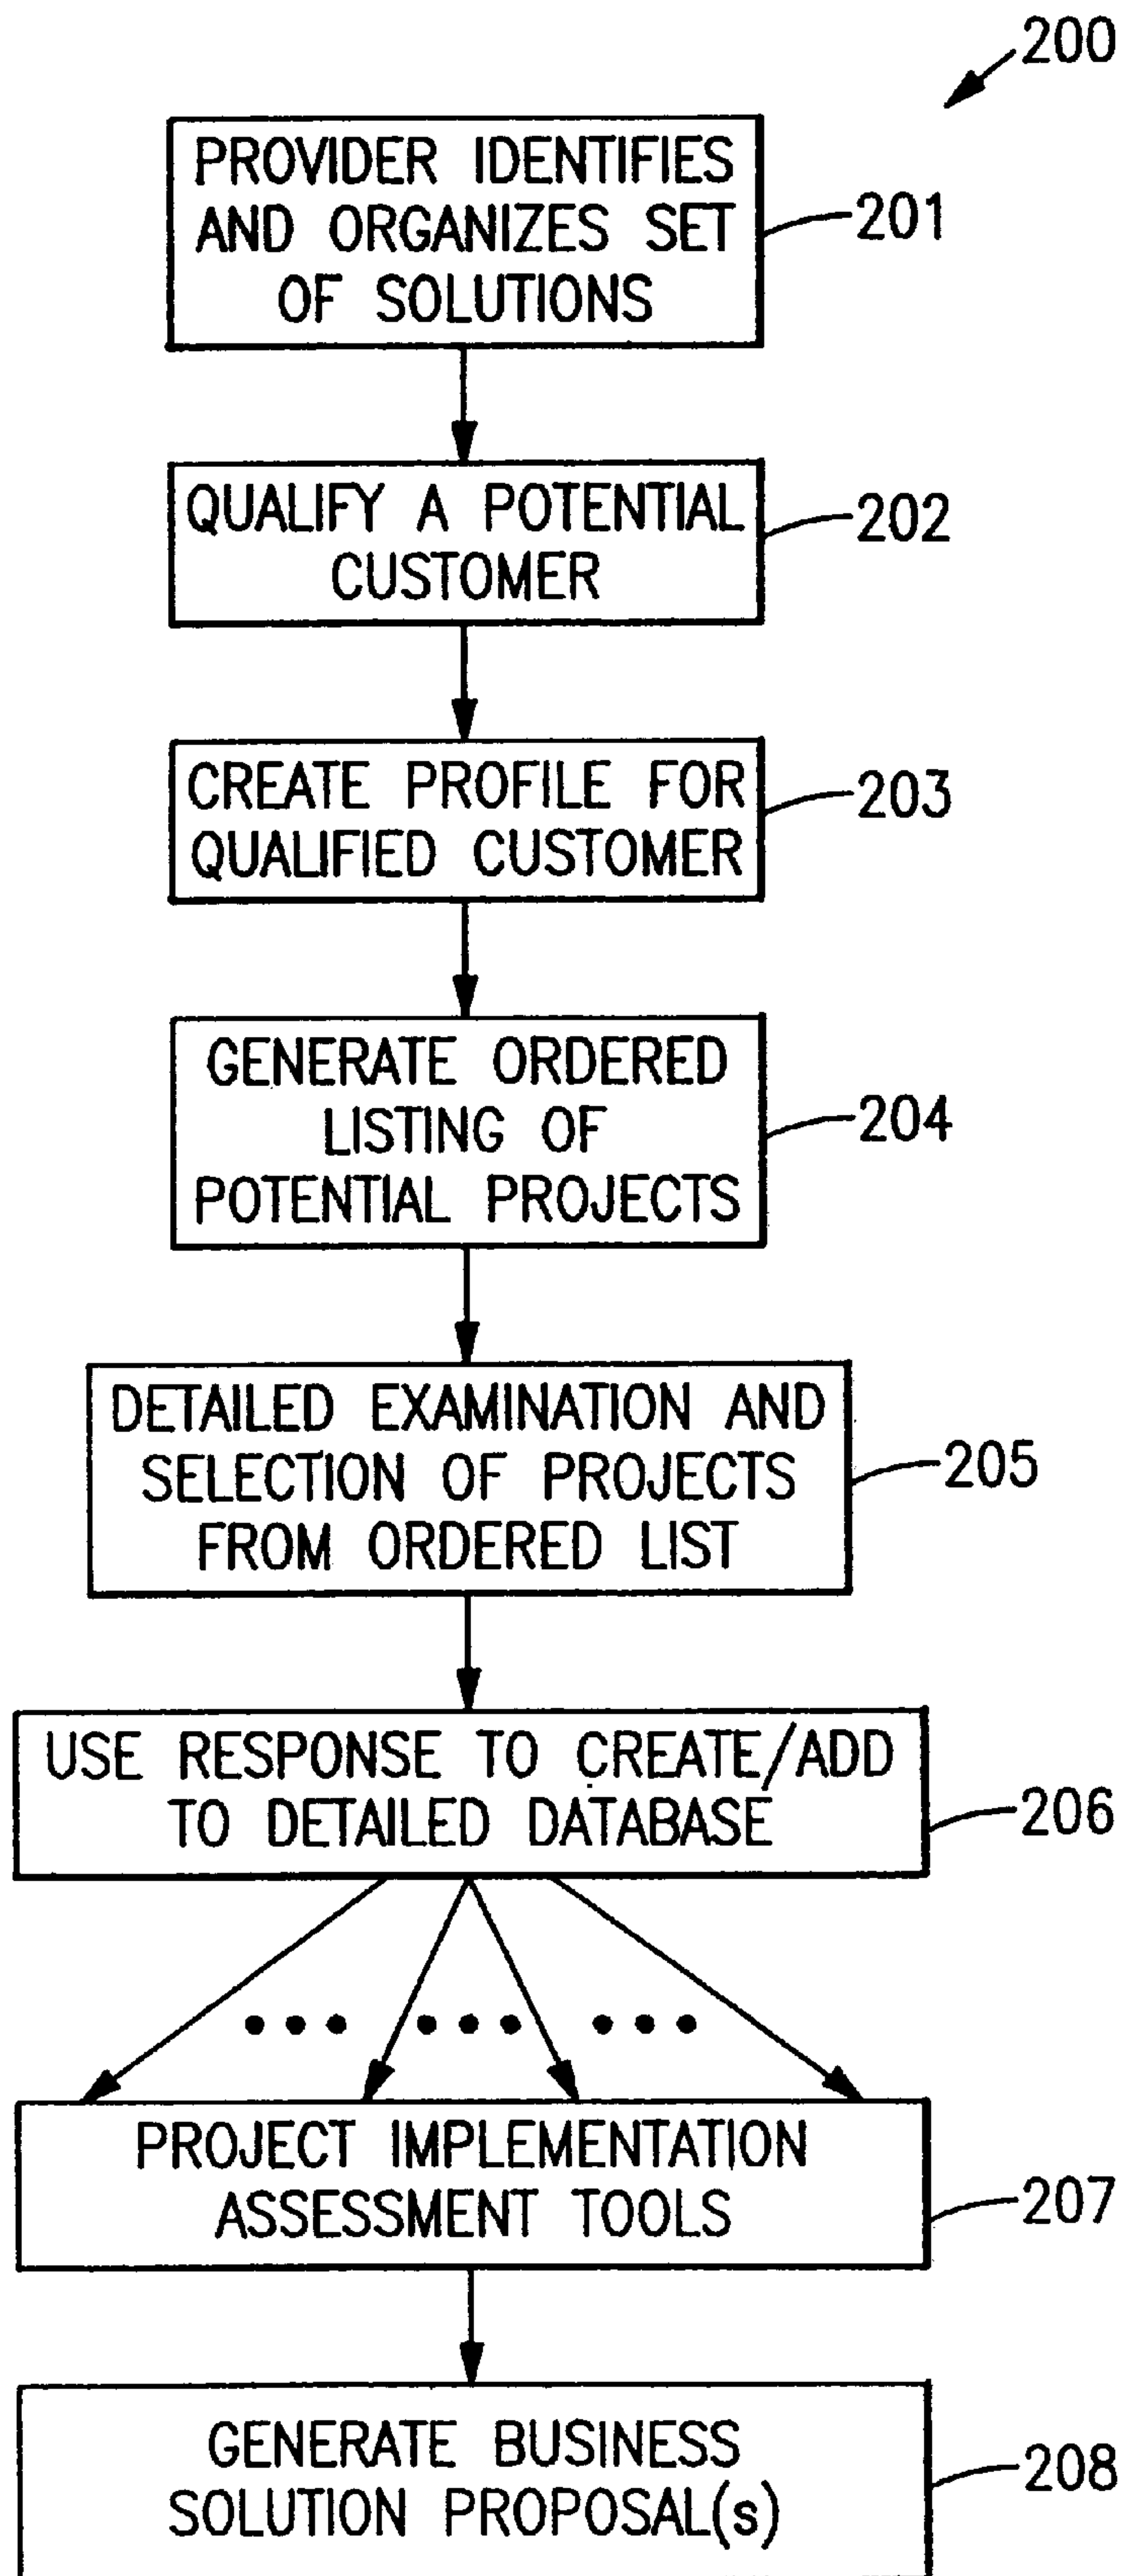 200
PROVIDER IDENTIFIES
AND ORGANIZES SET
OF SOLUTIONS
201
QUALIFY A POTENTIAL
CUSTOMER
202
CREATE PROFILE FOR
QUALIFIED CUSTOMER
203
GENERATE ORDERED
LISTING OF
POTENTIAL PROJECTS
204
DETAILED EXAMINATION AND
SELECTION OF PROJECTS
FROM ORDERED LIST
205
USE RESPONSE TO CREATE/ADD
TO DETAILED DATABASE
206
PROJECT IMPLEMENTATION
ASSESSMENT TOOLS
207
GENERATE BUSINESS
SOLUTION PROPOSAL(s)
208